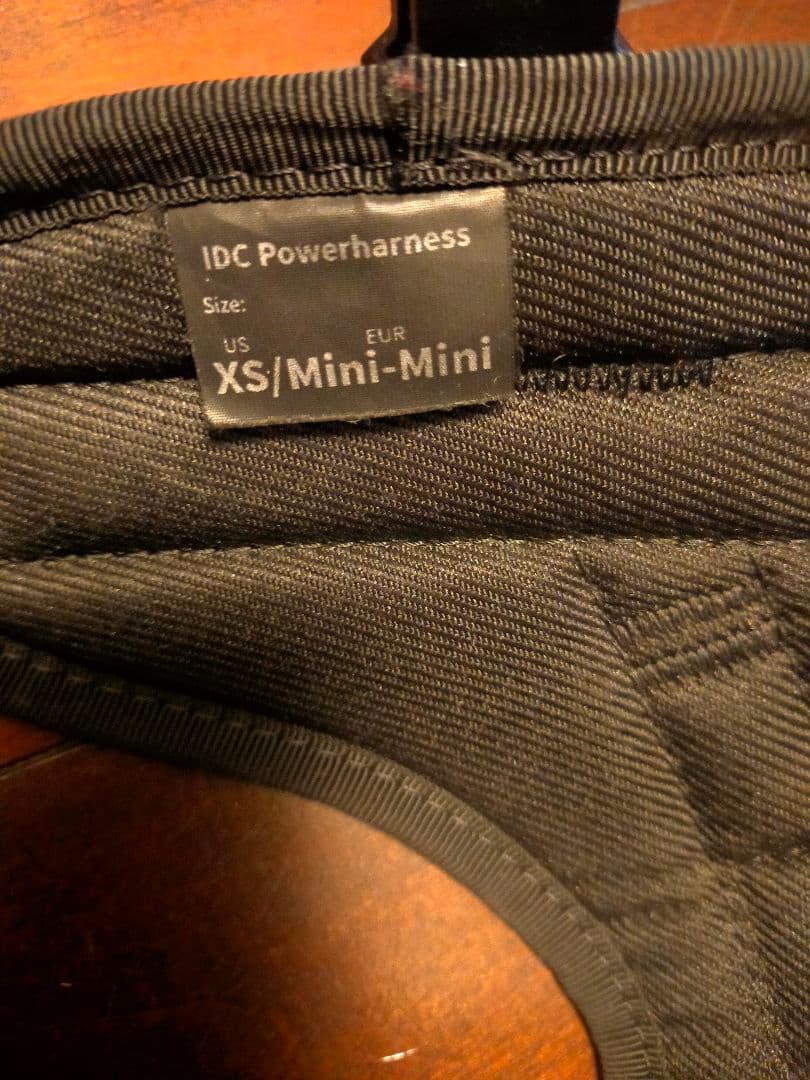 IDC Powerharness
Size:
US EUR
XS/Mini-Mini